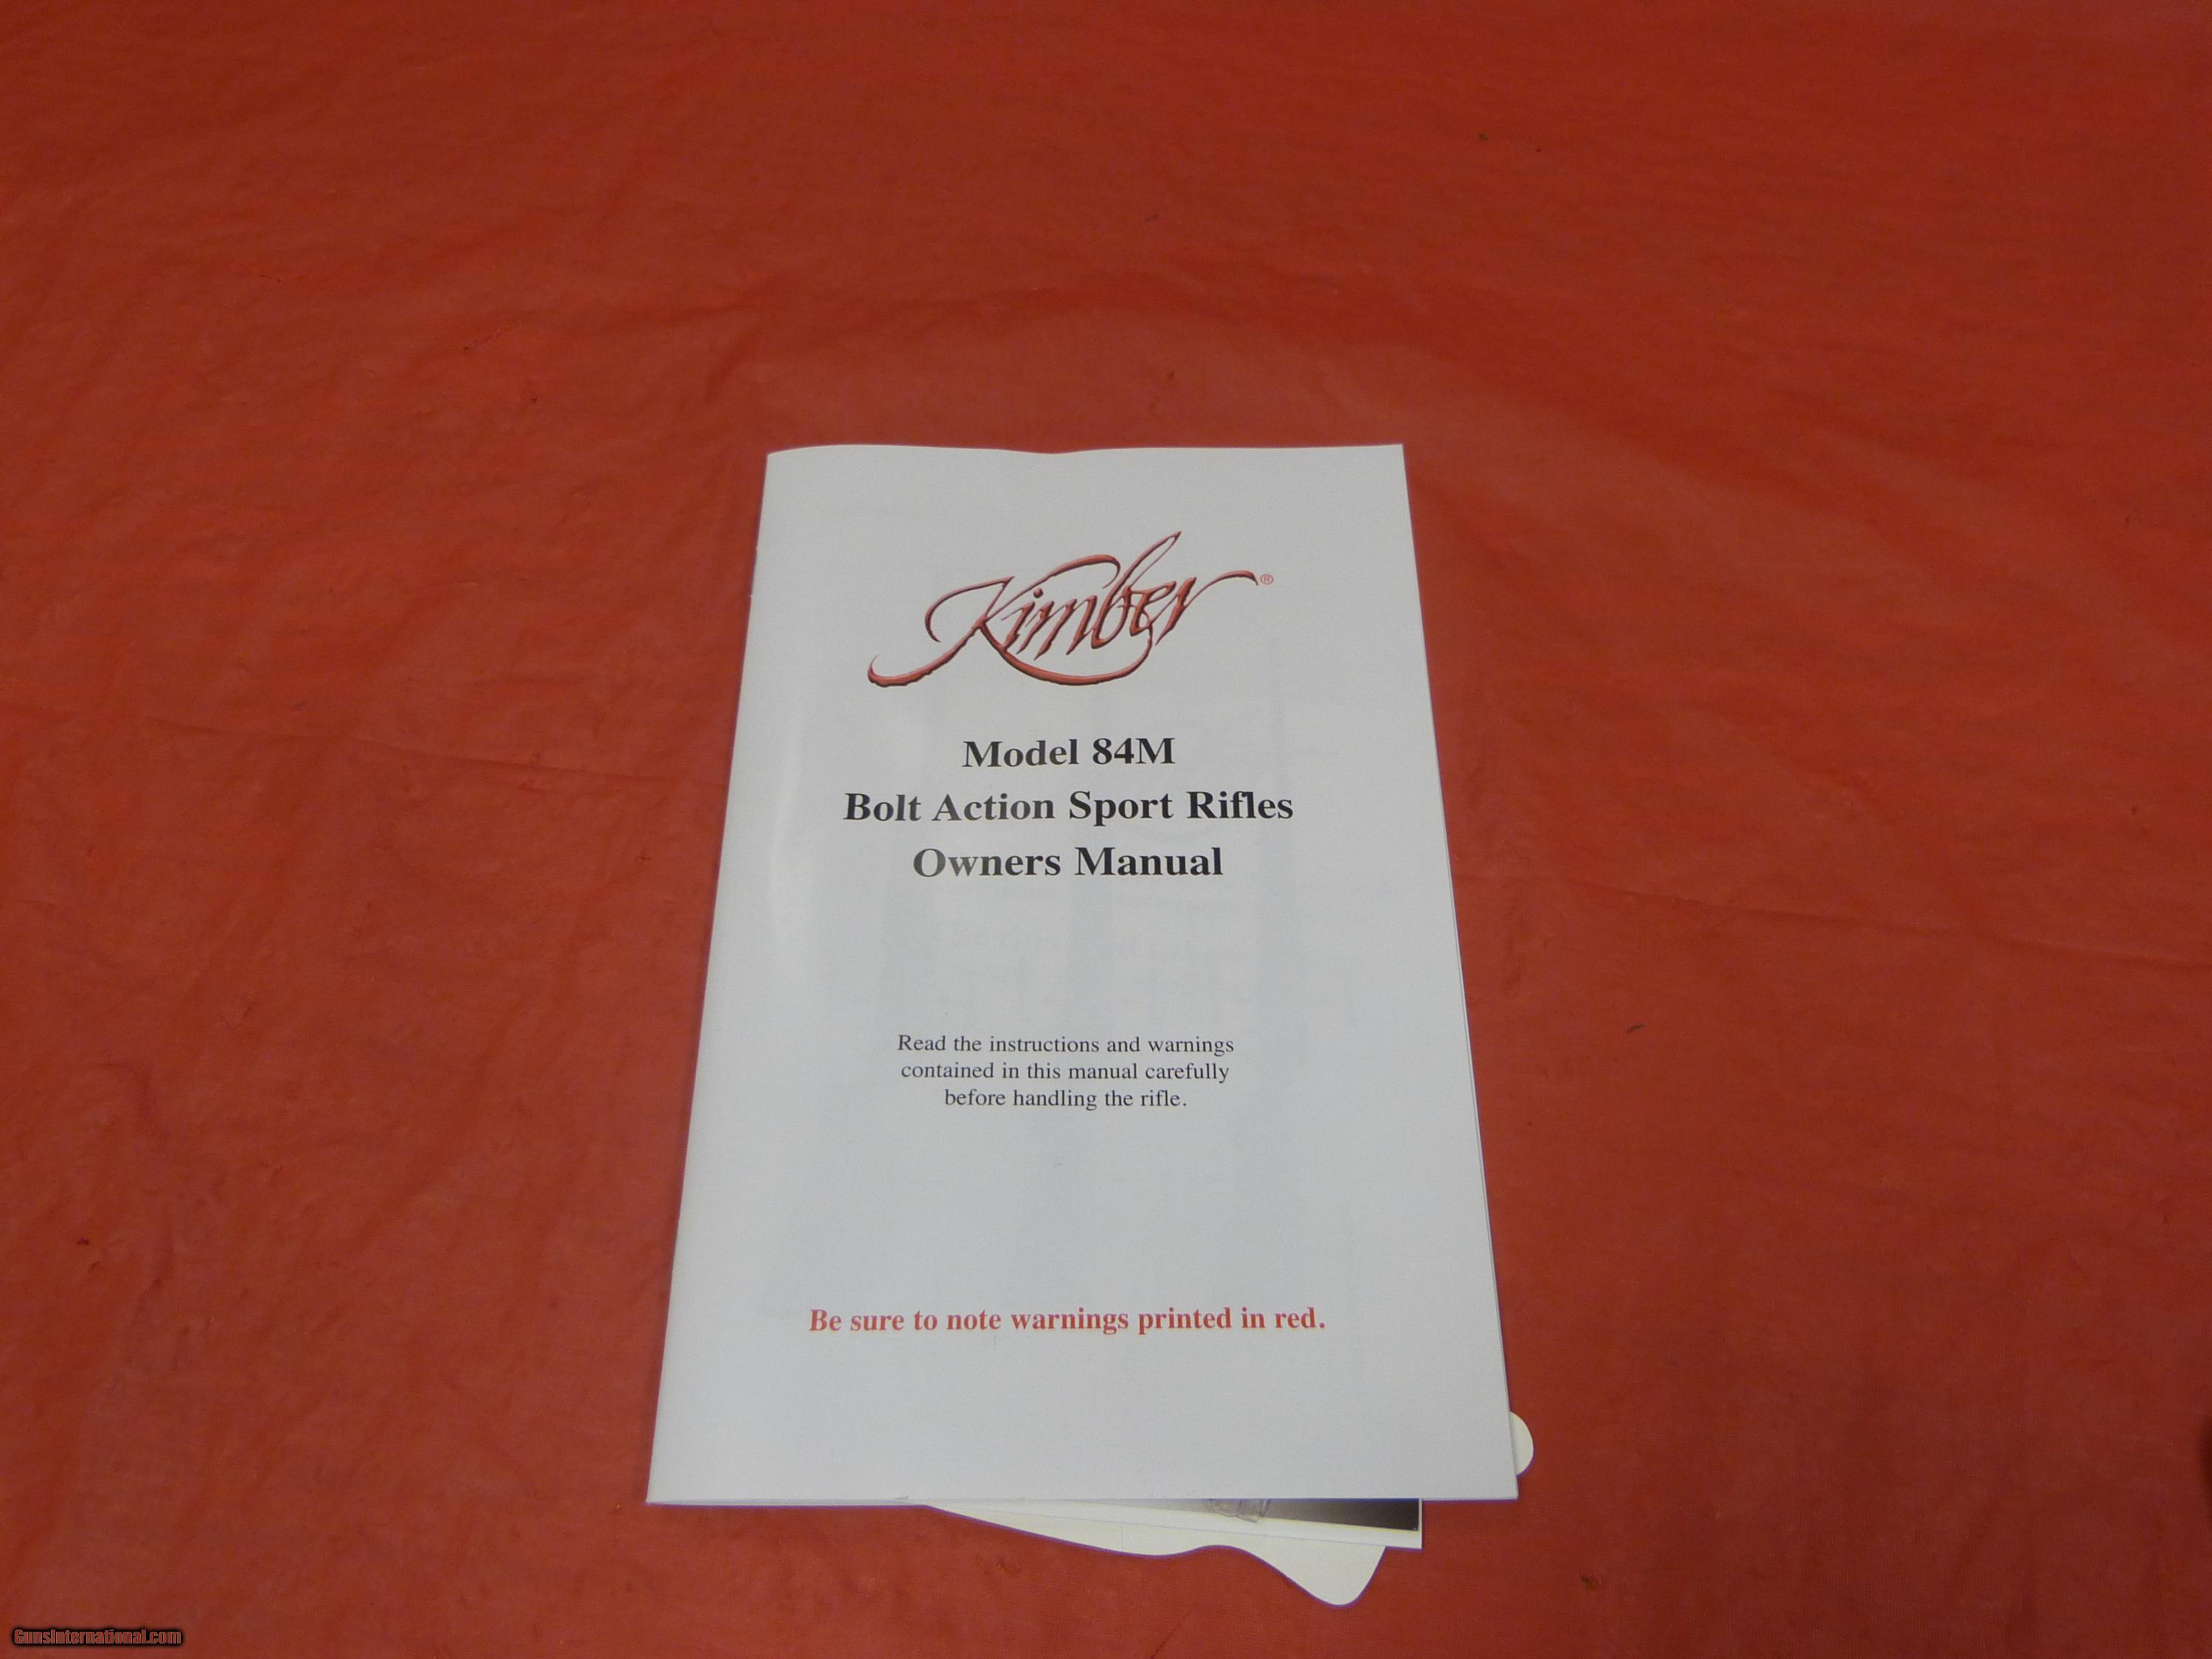 Kimber®
Model 84M
Bolt Action Sport Rifles
Owners Manual
Read the instructions and warnings
contained in this manual carefully
before handling the rifle.
Be sure to note warnings printed in red.
GunsInternational.com